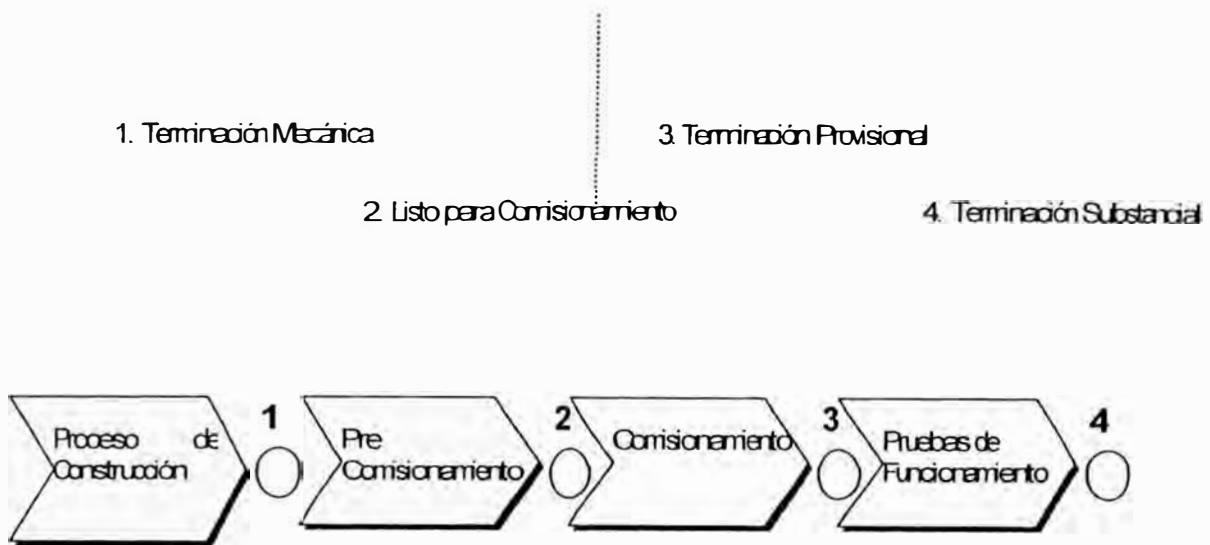 1. Terminación Mecánica
3. Terminación Provisional
2 Listo para Comisionamiento
4. Terminación Substancial
1
2
3
4
Proceso de
Construcción
Pre
Comisionamiento
Comisionamiento
Pruebas de
Funcionamiento